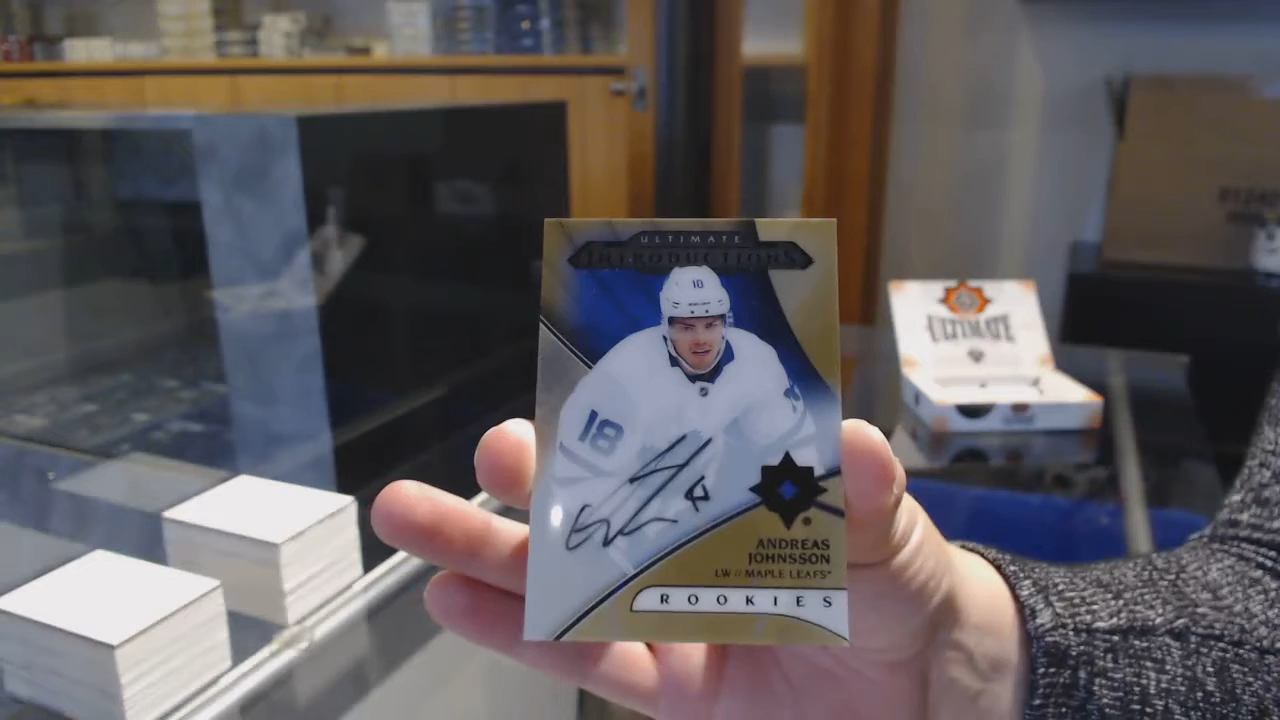 ULTIMATE
INTRODUCTIONS
18
18
ANDREAS
JOHNSSON
LW // MAPLE LEAFS
ROOKIES
ULTIMATE